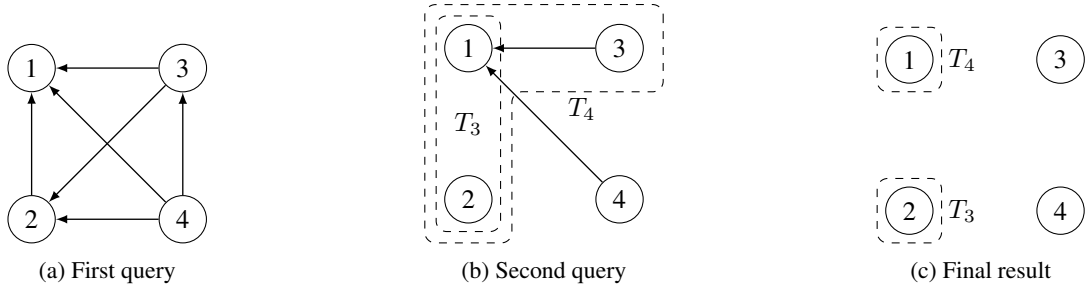 1 3
2 4
(a) First query
1 3
T₃ T₄
2 4
(b) Second query
1 T₄ 3
2 T₃ 4
(c) Final result